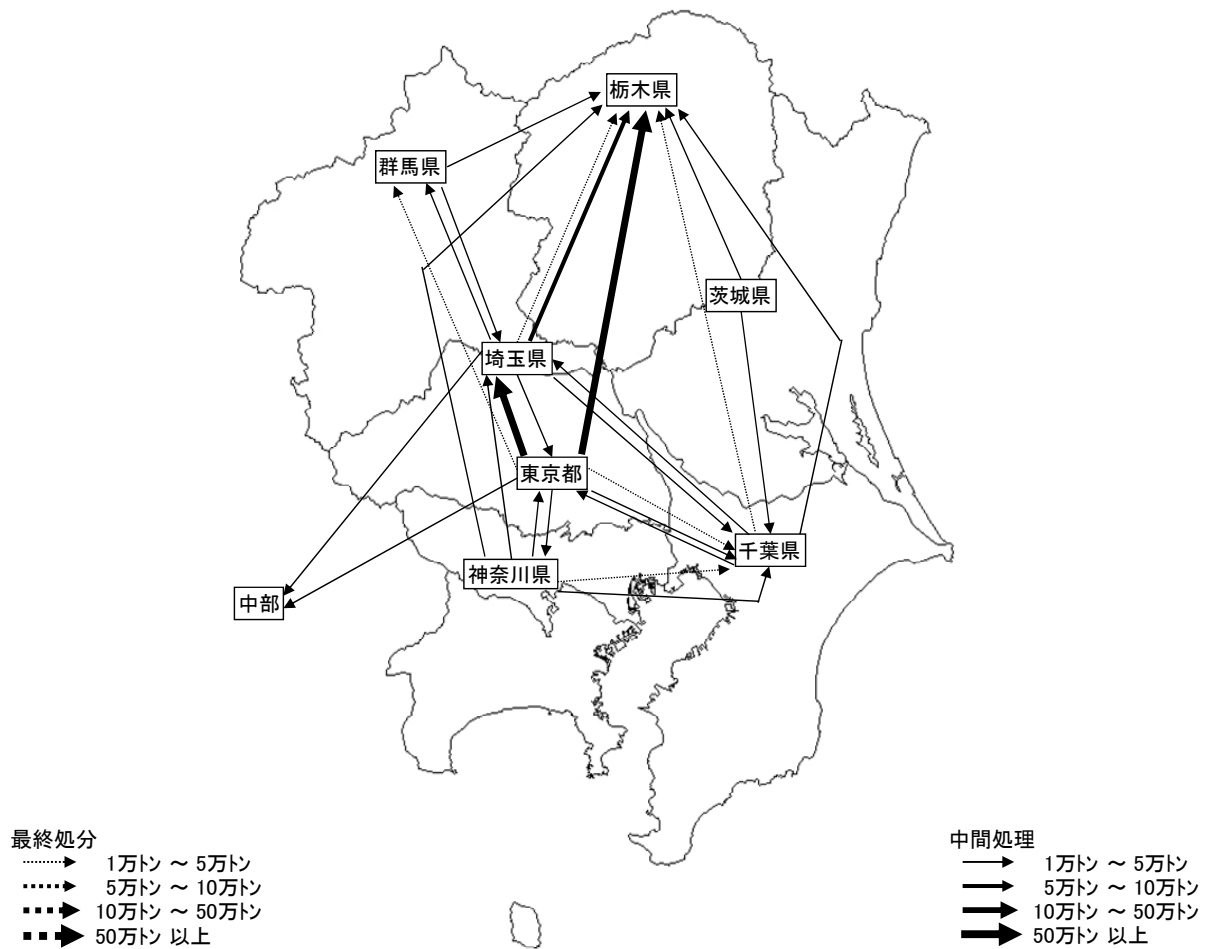 栃木県
群馬県
茨城県
埼玉県
東京都
千葉県
神奈川県
中部
最終処分
1万トン ~ 5万トン
5万トン ~ 10万トン
10万トン ~ 50万トン
50万トン 以上
中間処理
1万トン ~ 5万トン
5万トン ~ 10万トン
10万トン ~ 50万トン
50万トン 以上